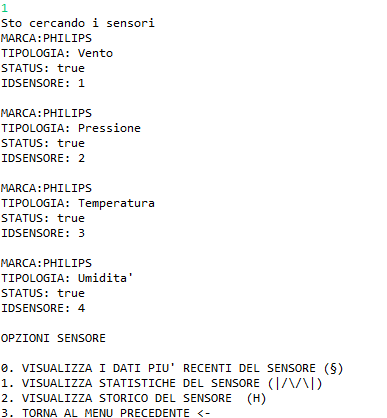 1
Sto cercando i sensori
MARCA:PHILIPS
TIPOLOGIA: Vento
STATUS: true
IDSENSORE: 1
MARCA:PHILIPS
TIPOLOGIA: Pressione
STATUS: true
IDSENSORE: 2
MARCA:PHILIPS
TIPOLOGIA: Temperatura
STATUS: true
IDSENSORE: 3
MARCA:PHILIPS
TIPOLOGIA: Umidita'
STATUS: true
IDSENSORE: 4
OPZIONI SENSORE
0. VISUALIZZA I DATI PIU' RECENTI DEL SENSORE (§)
1. VISUALIZZA STATISTICHE DEL SENSORE (|/\/\|)
2. VISUALIZZA STORICO DEL SENSORE  (H)
3. TORNA AL MENU PRECEDENTE <-